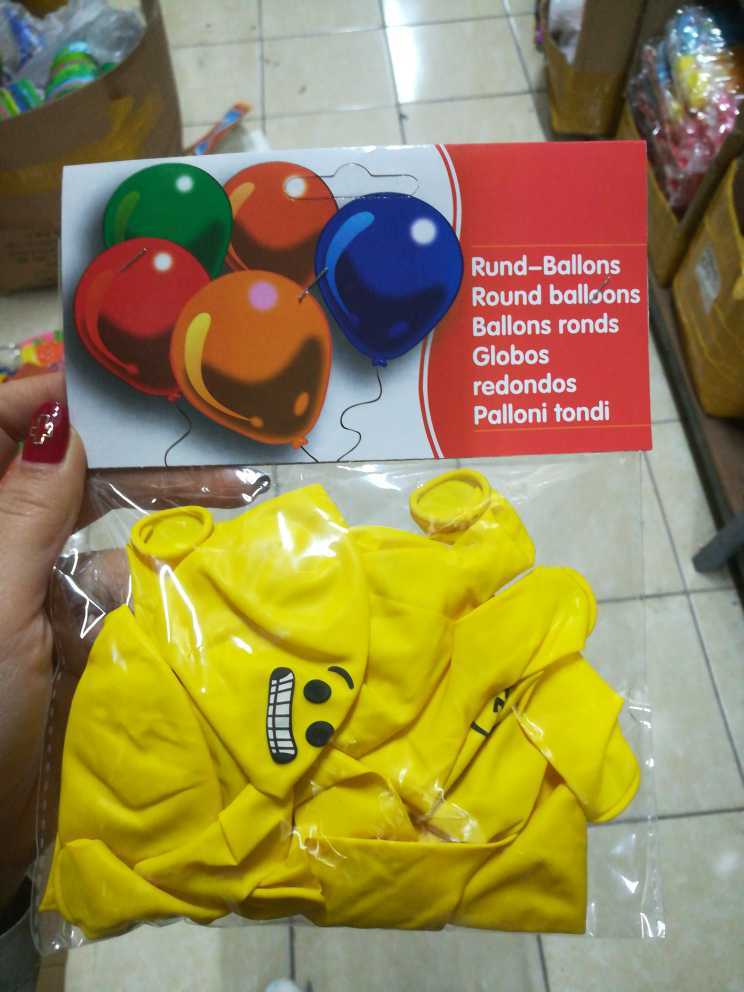 Rund–Ballons
Round balloons
Ballons ronds
Globos
redondos
Palloni tondi